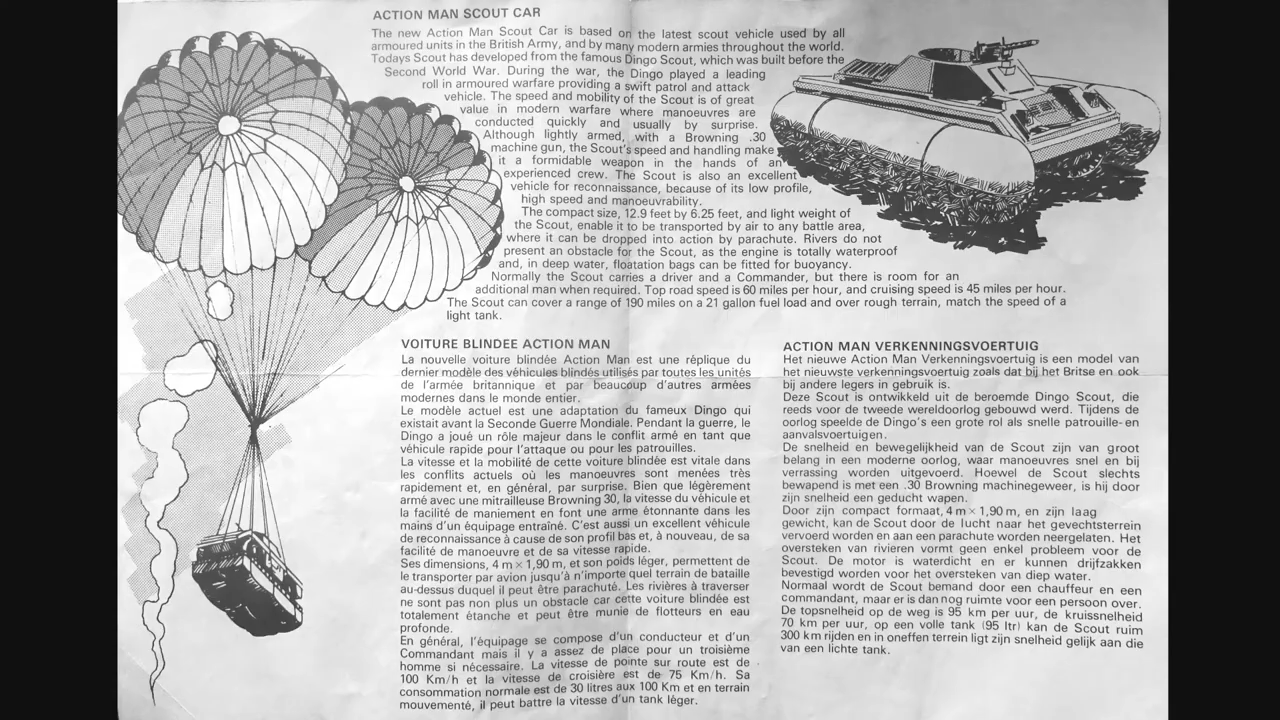 ACTION MAN SCOUT CAR
The new Action Man Scout Car is based on the latest scout vehicle used by all
armoured units in the British Army, and by many modern armies throughout the world.
Todays Scout has developed from the famous Dingo Scout, which was built before the
Second World War. During the war, the Dingo played a leading
roll in armoured warfare providing a swift patrol and attack
vehicle. The speed and mobility of the Scout is of great
value in modern warfare where manoeuvres are
conducted quickly and usually by surprise.
Although lightly armed, with a Browning .30
machine gun, the Scout's speed and handling make
it a formidable weapon in the hands of an
experienced crew. The Scout is also an excellent
vehicle for reconnaissance, because of its low profile,
high speed and manoeuvrability.
The compact size, 12.9 feet by 6.25 feet, and light weight of
the Scout, enable it to be transported by air to any battle area,
where it can be dropped into action by parachute. Rivers do not
present an obstacle for the Scout, as the engine is totally waterproof
and, in deep water, floatation bags can be fitted for buoyancy.
Normally the Scout carries a driver and a Commander, but there is room for an
additional man when required. Top road speed is 60 miles per hour, and cruising speed is 45 miles per hour.
The Scout can cover a range of 190 miles on a 21 gallon fuel load and over rough terrain, match the speed of a
light tank.
VOITURE BLINDEE ACTION MAN
La nouvelle voiture blindée Action Man est une réplique du
dernier modèle des véhicules blindés utilisés par toutes les unités
de l'armée britannique et par beaucoup d'autres armées
modernes dans le monde entier.
Le modèle actuel est une adaptation du fameux Dingo qui
existait avant la Seconde Guerre Mondiale. Pendant la guerre, le
Dingo a joué un rôle majeur dans le conflit armé en tant que
véhicule rapide pour l'attaque ou pour les patrouilles.
La vitesse et la mobilité de cette voiture blindée est vitale dans
les conflits actuels où les manoeuvres sont menées très
rapidement et, en général, par surprise. Bien que légèrement
armé avec une mitrailleuse Browning 30, la vitesse du véhicule et
la facilité de maniement en font une arme étonnante dans les
mains d'un équipage entraîné. C'est aussi un excellent véhicule
de reconnaissance à cause de son profil bas et, à nouveau, de sa
facilité de manoeuvre et de sa vitesse rapide.
Ses dimensions, 4 m × 1,90 m, et son poids léger, permettent de
le transporter par avion jusqu'à n'importe quel terrain de bataille
au-dessus duquel il peut être parachuté. Les rivières à traverser
ne sont pas non plus un obstacle car cette voiture blindée est
totalement étanche et peut être munie de flotteurs en eau
profonde.
En général, l'équipage se compose d'un conducteur et d'un
Commandant mais il y a assez de place pour un troisième
homme si nécessaire. La vitesse de pointe sur route est de
100 Km/h et la vitesse de croisière est de 75 Km/h. Sa
consommation normale est de 30 litres aux 100 Km et en terrain
mouvementé, il peut battre la vitesse d'un tank léger.
ACTION MAN VERKENNINGSVOERTUIG
Het nieuwe Action Man Verkenningsvoertuig is een model van
het nieuwste verkenningsvoertuig zoals dat bij het Britse en ook
bij andere legers in gebruik is.
Deze Scout is ontwikkeld uit de beroemde Dingo Scout, die
reeds voor de tweede wereldoorlog gebouwd werd. Tijdens de
oorlog speelde de Dingo's een grote rol als snelle patrouille- en
aanvalsvoertuigen.
De snelheid en bewegelijkheid van de Scout zijn van groot
belang in een moderne oorlog, waar manoeuvres snel en bij
verrassing worden uitgevoerd. Hoewel de Scout slechts
bewapend is met een .30 Browning machinegeweer, is hij door
zijn snelheid een geducht wapen.
Door zijn compact formaat, 4 m × 1,90 m, en zijn laag
gewicht, kan de Scout door de lucht naar het gevechtsterrein
vervoerd worden en aan een parachute worden neergelaten. Het
oversteken van rivieren vormt geen enkel probleem voor de
Scout. De motor is waterdicht en er kunnen drijfzakken
bevestigd worden voor het oversteken van diep water.
Normaal wordt de Scout bemand door een chauffeur en een
commandant, maar er is dan nog ruimte voor een persoon over.
De topsnelheid op de weg is 95 km per uur, de kruissnelheid
70 km per uur, op een volle tank (95 ltr) kan de Scout ruim
300 km rijden en in oneffen terrein ligt zijn snelheid gelijk aan die
van een lichte tank.